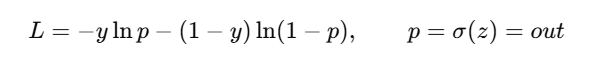 L = −y ln p − (1 − y) ln(1 − p),  p = σ(z) = out